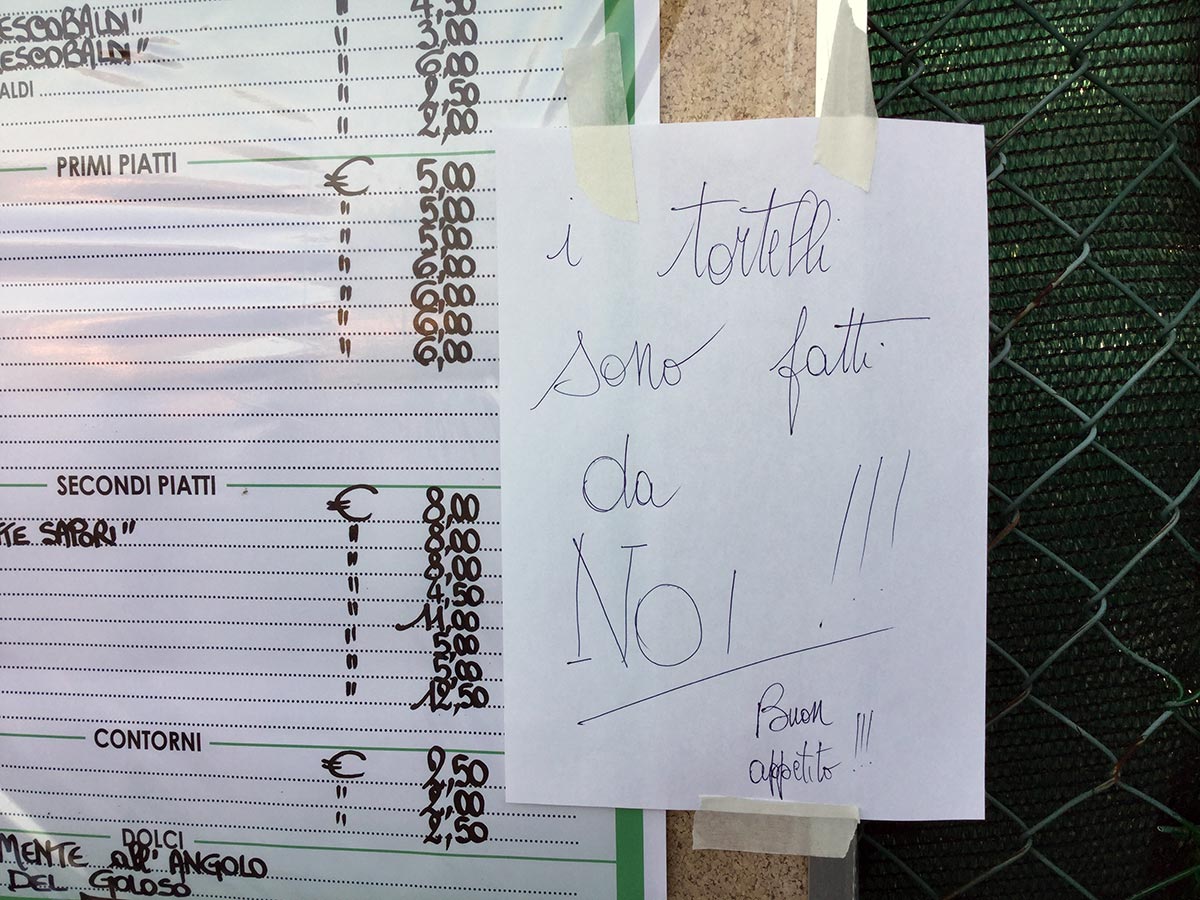 ESCOBALDI " 4,50
ESCOBALDI" " 3,00
ALDI " 6,00
" 2,50
" 2,00
PRIMI PIATTI
€ 5,00
" 5,00
" 5,00
" 6,00
" 6,00
" 6,00
" 6,00
SECONDI PIATTI
€ 8,00
TE SAPORI" " 8,00
" 8,00
" 4,50
" 11,00
" 5,00
" 5,00
" 12,50
CONTORNI
€ 2,50
" 2,00
" 2,50
DOLCI
MENTE all'ANGOLO
DEL GOLOSO
i tortelli
sono fatti
da
NOI !!!
Buon
appetito !!!